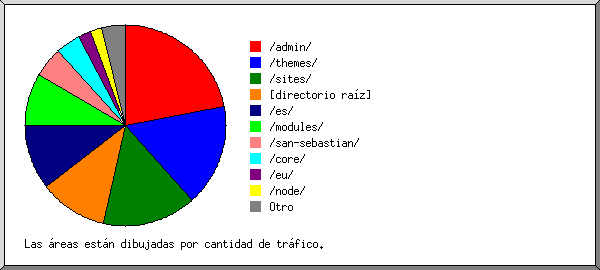 /admin/
/themes/
/sites/
[directorio raíz]
/es/
/modules/
/san-sebastian/
/core/
/eu/
/node/
Otro
Las áreas están dibujadas por cantidad de tráfico.